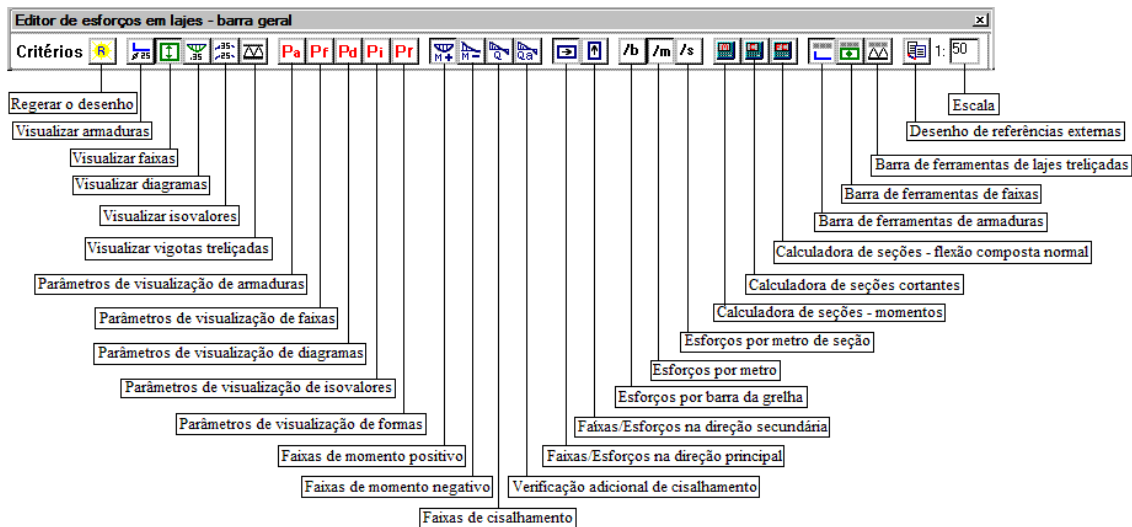 Editor de esforços em lajes - barra geral
Critérios R ø25 .35 .35 .25 Pa Pf Pd Pi Pr M+ M- Q Qa /b /m /s 1: 50
Regerar o desenho
Escala
Visualizar armaduras
Desenho de referências externas
Visualizar faixas
Barra de ferramentas de lajes treliçadas
Visualizar diagramas
Barra de ferramentas de faixas
Visualizar isovalores
Barra de ferramentas de armaduras
Visualizar vigotas treliçadas
Calculadora de seções - flexão composta normal
Parâmetros de visualização de armaduras
Calculadora de seções cortantes
Parâmetros de visualização de faixas
Calculadora de seções - momentos
Parâmetros de visualização de diagramas
Esforços por metro de seção
Parâmetros de visualização de isovalores
Esforços por metro
Parâmetros de visualização de formas
Esforços por barra da grelha
Faixas/Esforços na direção secundária
Faixas de momento positivo
Faixas/Esforços na direção principal
Faixas de momento negativo
Verificação adicional de cisalhamento
Faixas de cisalhamento